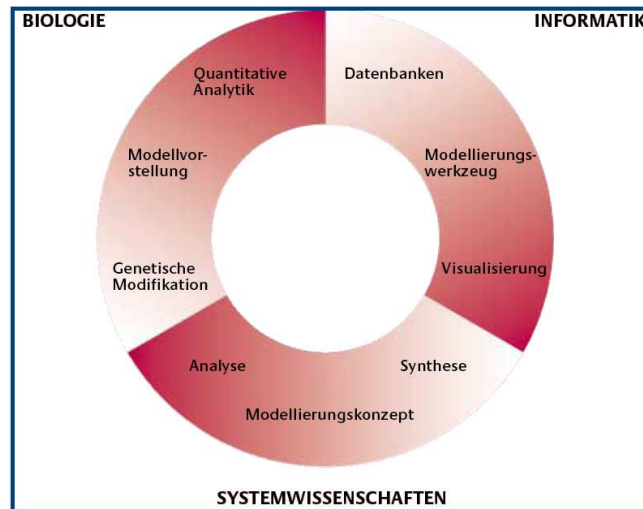 BIOLOGIE
INFORMATIK
Quantitative
Analytik
Datenbanken
Modellvor-
stellung
Modellierungs-
werkzeug
Genetische
Modifikation
Visualisierung
Analyse
Synthese
Modellierungskonzept
SYSTEMWISSENSCHAFTEN